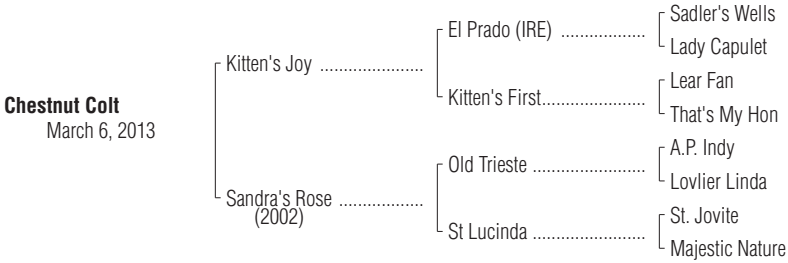 Sadler's Wells
El Prado (IRE) ..................
Lady Capulet
Kitten's Joy ......................
Lear Fan
Kitten's First......................
That's My Hon
Chestnut Colt
March 6, 2013
A.P. Indy
Old Trieste ........................
Lovlier Linda
Sandra's Rose ..................
(2002)
St. Jovite
St Lucinda ........................
Majestic Nature